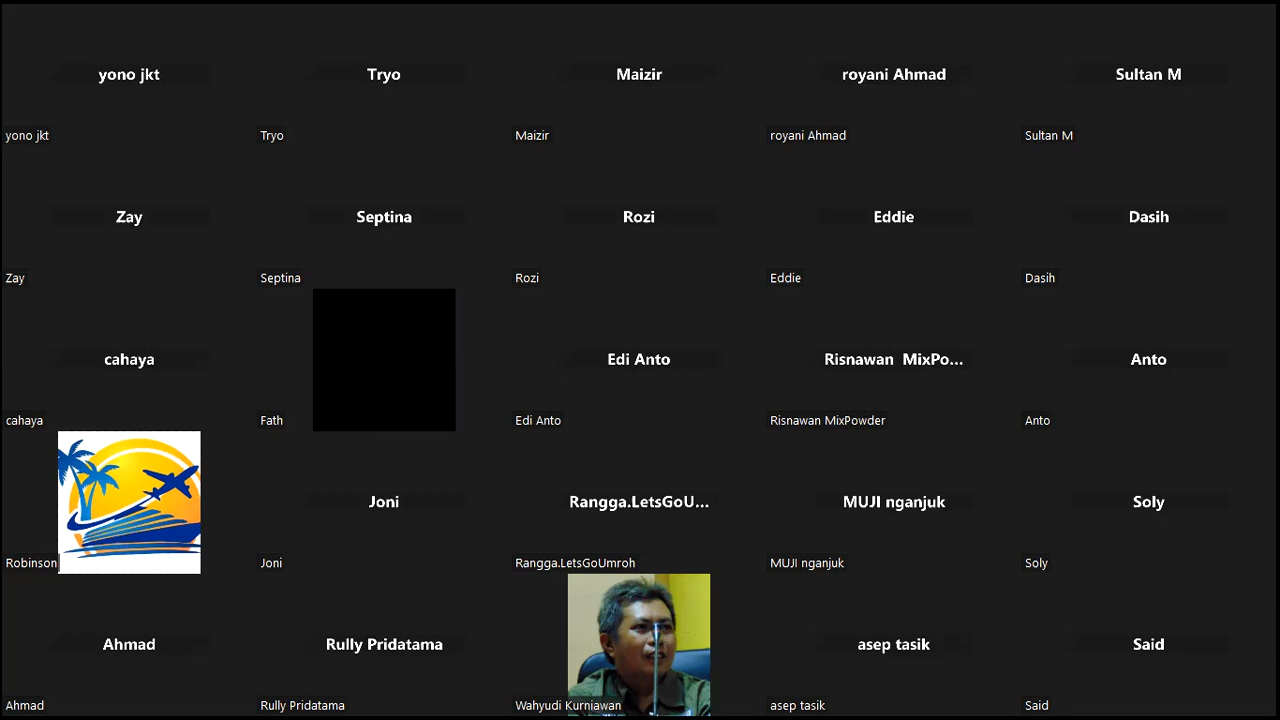 yono jkt
Tryo
Maizir
royani Ahmad
Sultan M
yono jkt
Tryo
Maizir
royani Ahmad
Sultan M
Zay
Septina
Rozi
Eddie
Dasih
Zay
Septina
Rozi
Eddie
Dasih
cahaya
Edi Anto
Risnawan MixPo...
Anto
cahaya
Fath
Edi Anto
Risnawan MixPowder
Anto
Joni
Rangga.LetsGoU...
MUJI nganjuk
Soly
Robinson
Joni
Rangga.LetsGoUmroh
MUJI nganjuk
Soly
Ahmad
Rully Pridatama
asep tasik
Said
Ahmad
Rully Pridatama
Wahyudi Kurniawan
asep tasik
Said